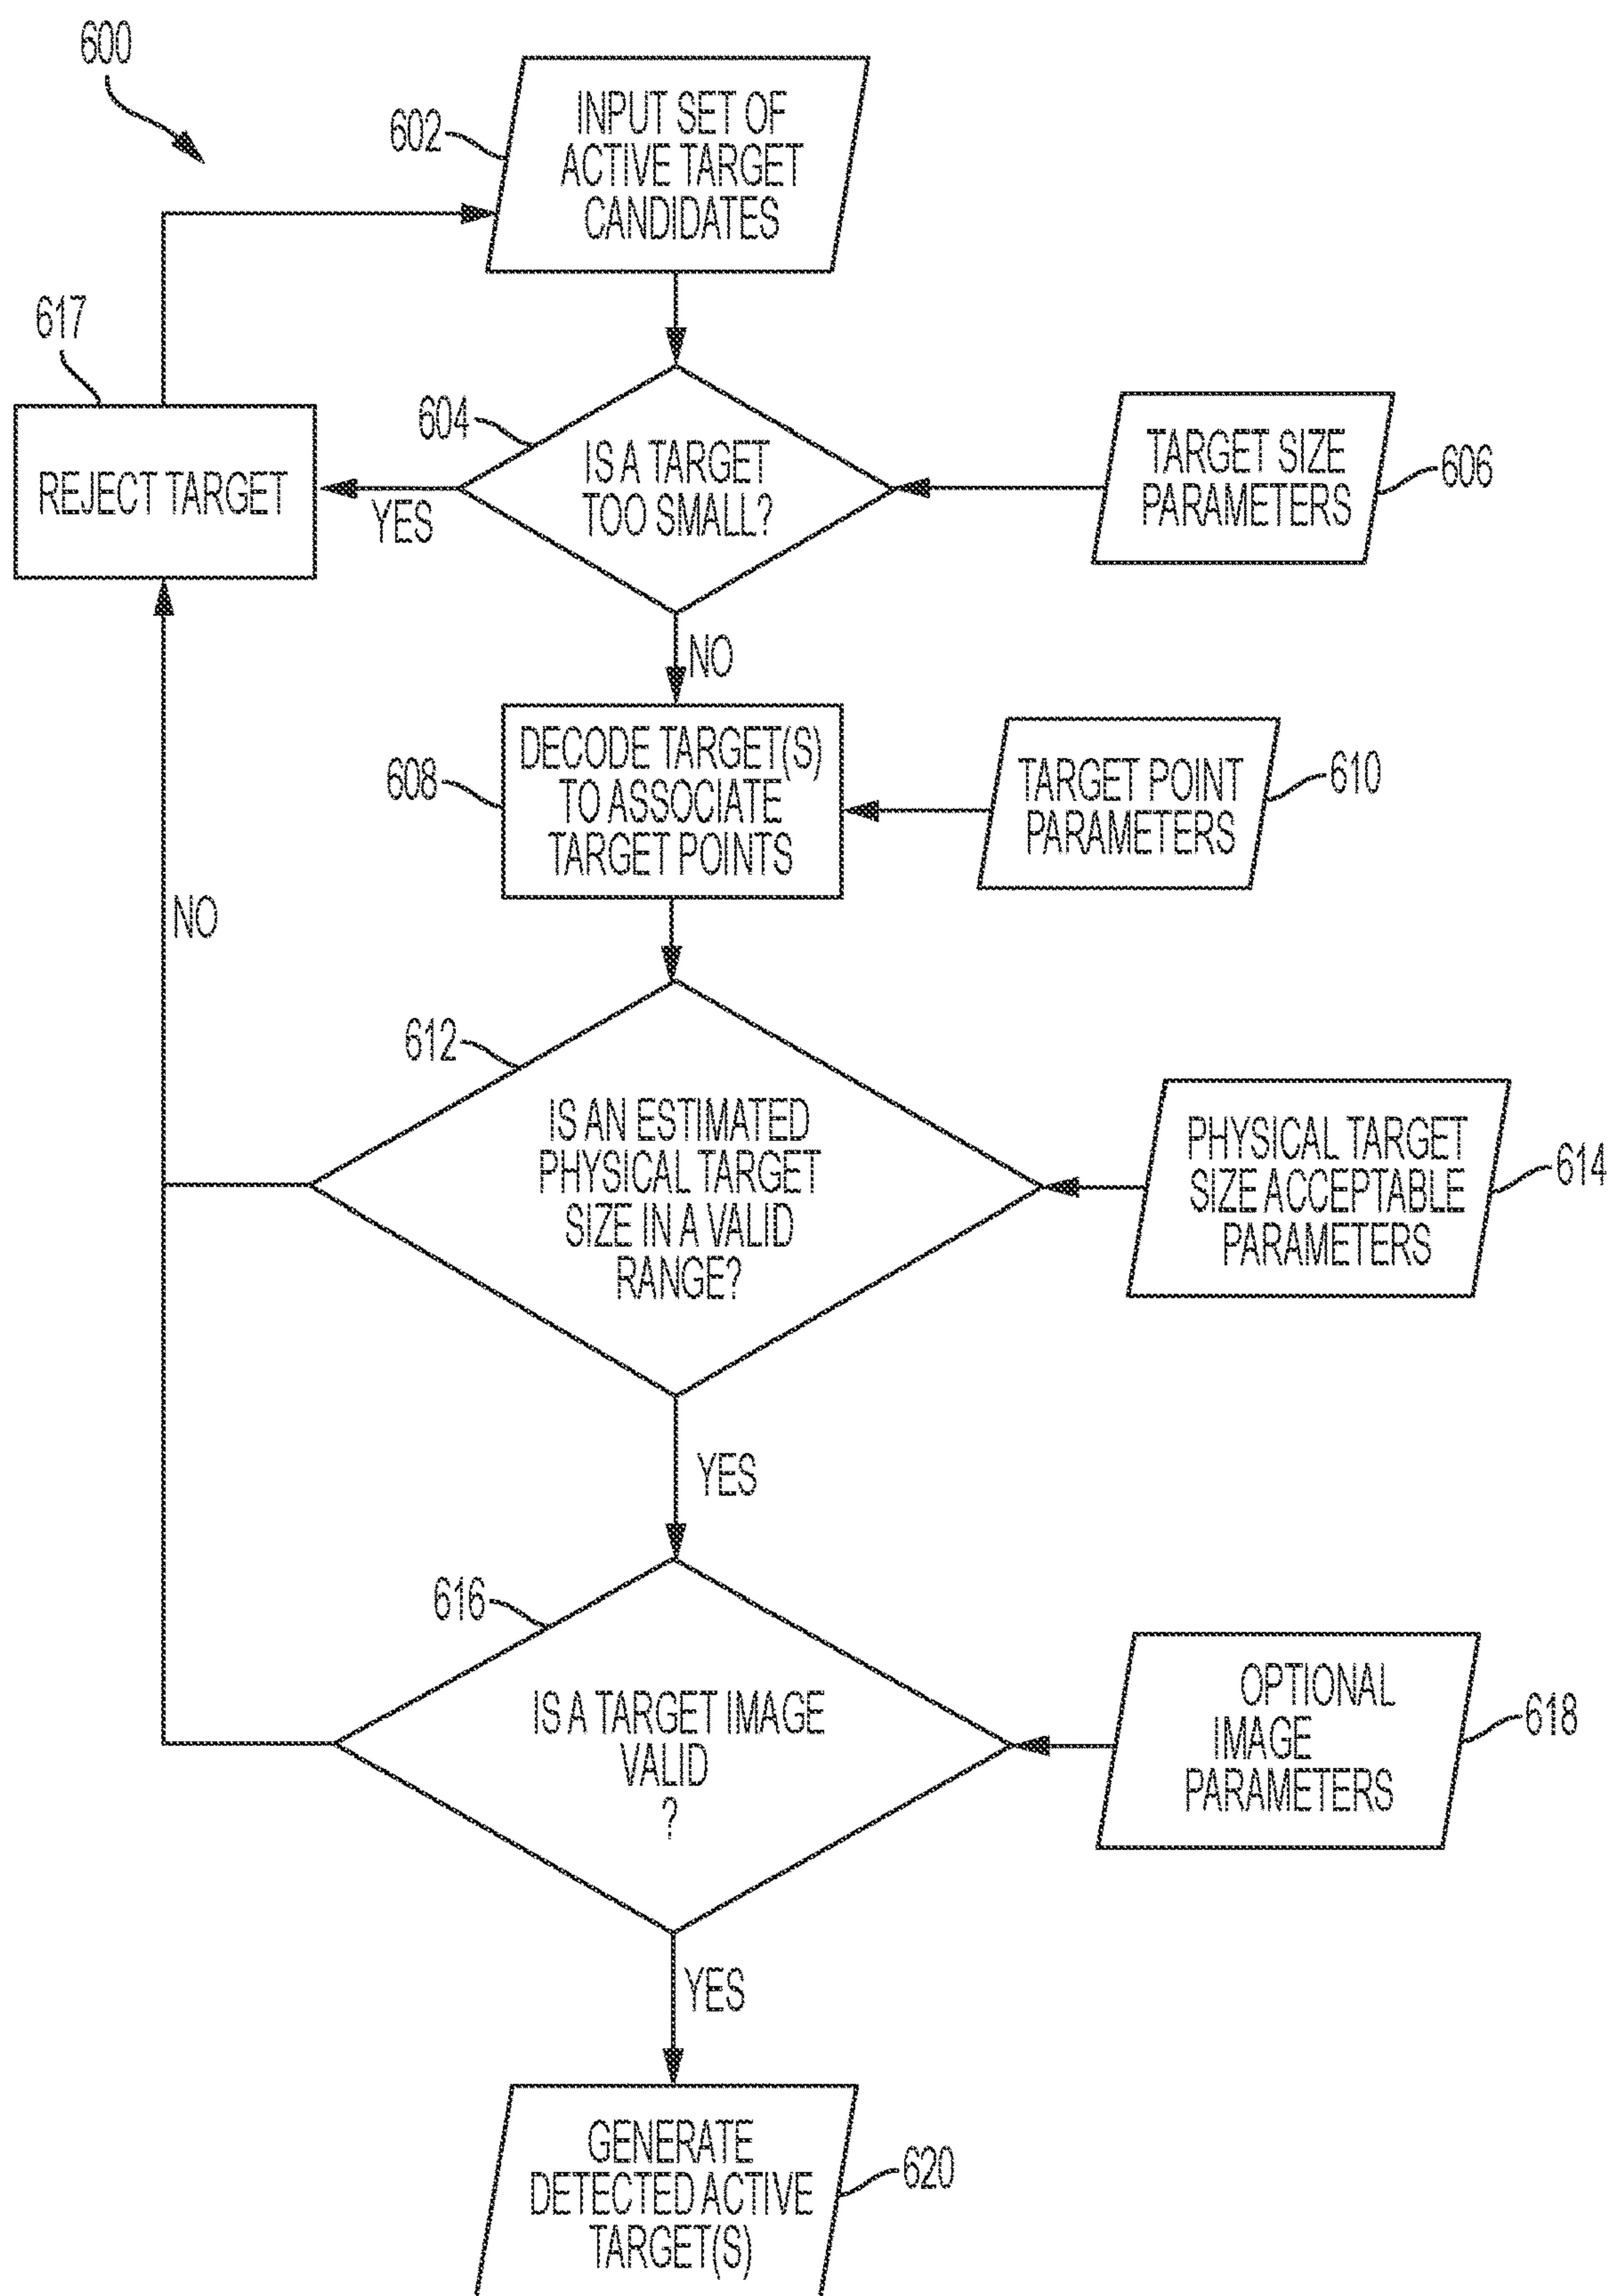 600
602
INPUT SET OF
ACTIVE TARGET
CANDIDATES
617
REJECT TARGET
604
IS A TARGET
TOO SMALL?
YES
TARGET SIZE
PARAMETERS
606
NO
608
DECODE TARGET(S)
TO ASSOCIATE
TARGET POINTS
TARGET POINT
PARAMETERS
610
NO
612
IS AN ESTIMATED
PHYSICAL TARGET
SIZE IN A VALID
RANGE?
PHYSICAL TARGET
SIZE ACCEPTABLE
PARAMETERS
614
YES
616
IS A TARGET IMAGE
VALID
?
OPTIONAL
IMAGE
PARAMETERS
618
YES
GENERATE
DETECTED ACTIVE
TARGET(S)
620